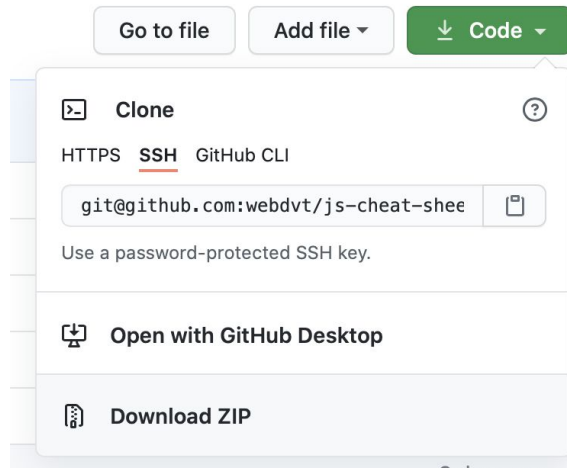 Go to file Add file Code
Clone
HTTPS SSH GitHub CLI
git@github.com:webdvt/js-cheat-shee
Use a password-protected SSH key.
Open with GitHub Desktop
Download ZIP